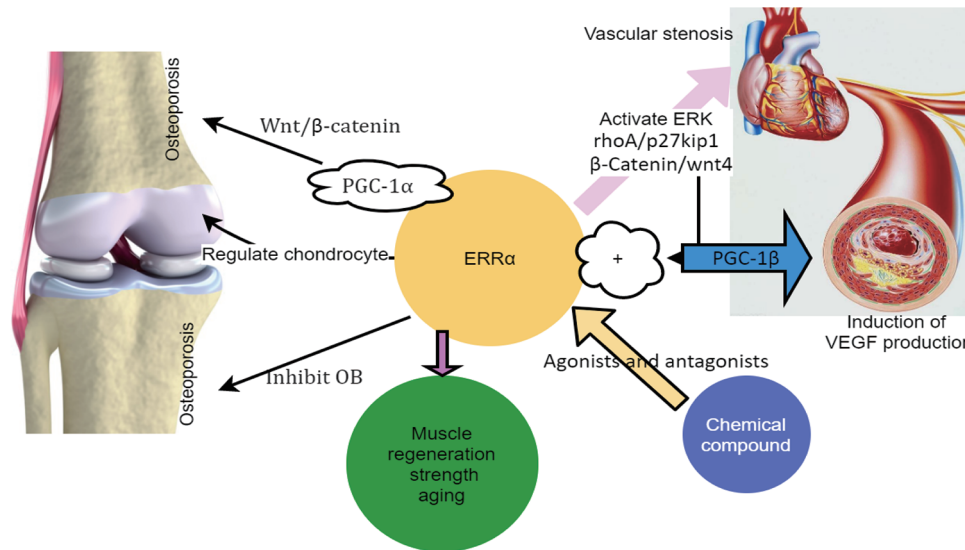 Vascular stenosis
Osteoporosis
Wnt/β-catenin
Activate ERK
rhoA/p27kip1
β-Catenin/wnt4
PGC-1α
Regulate chondrocyte
ERRα
+
PGC-1β
Osteoporosis
Inhibit OB
Induction of
VEGF production
Agonists and antagonists
Muscle
regeneration
strength
aging
Chemical
compound